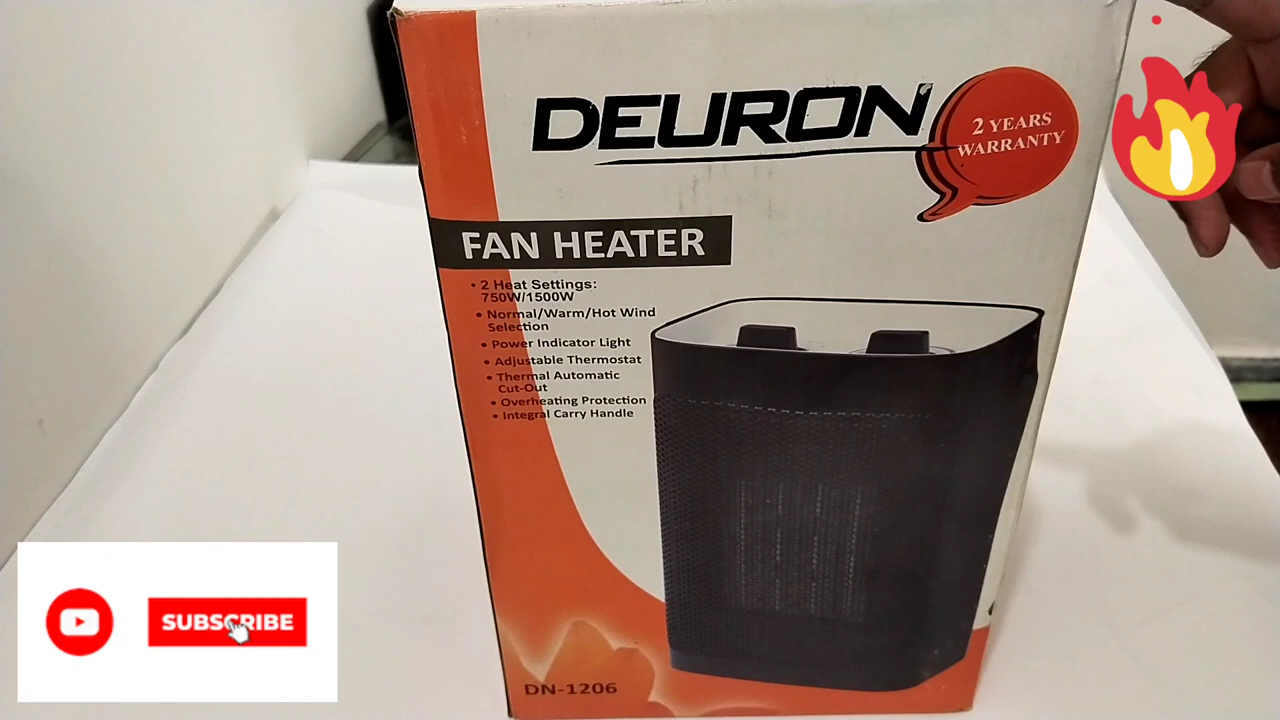 DEURON
2 YEARS
WARRANTY
FAN HEATER
• 2 Heat Settings:
750W/1500W
• Normal/Warm/Hot Wind
Selection
• Power Indicator Light
• Adjustable Thermostat
• Thermal Automatic
Cut-Out
• Overheating Protection
• Integral Carry Handle
DN-1206
SUBSCRIBE